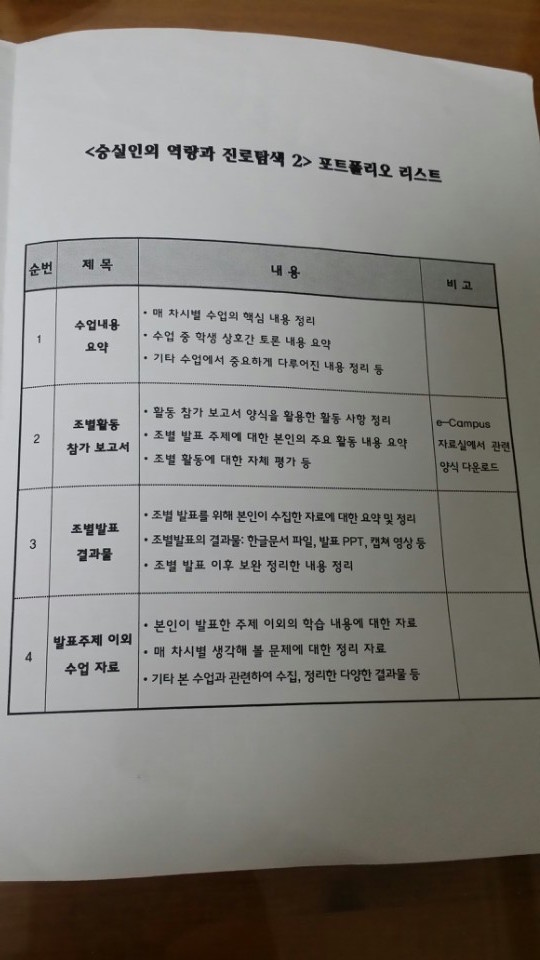 <숭실인의 역량과 진로탐색 2> 포트폴리오 리스트
순번 제 목 내 용 비 고
1
수업내용
요약
• 매 차시별 수업의 핵심 내용 정리
• 수업 중 학생 상호간 토론 내용 요약
• 기타 수업에서 중요하게 다루어진 내용 정리 등
2
조별활동
참가 보고서
• 활동 참가 보고서 양식을 활용한 활동 사항 정리
• 조별 발표 주제에 대한 본인의 주요 활동 내용 요약
• 조별 활동에 대한 자체 평가 등
e-Campus
자료실에서 관련
양식 다운로드
3
조별발표
결과물
• 조별 발표를 위해 본인이 수집한 자료에 대한 요약 및 정리
• 조별발표의 결과물: 한글문서 파일, 발표 PPT, 캡쳐 영상 등
• 조별 발표 이후 보완 정리한 내용 정리
4
발표주제 이외
수업 자료
• 본인이 발표한 주제 이외의 학습 내용에 대한 자료
• 매 차시별 생각해 볼 문제에 대한 정리 자료
• 기타 본 수업과 관련하여 수집, 정리한 다양한 결과물 등